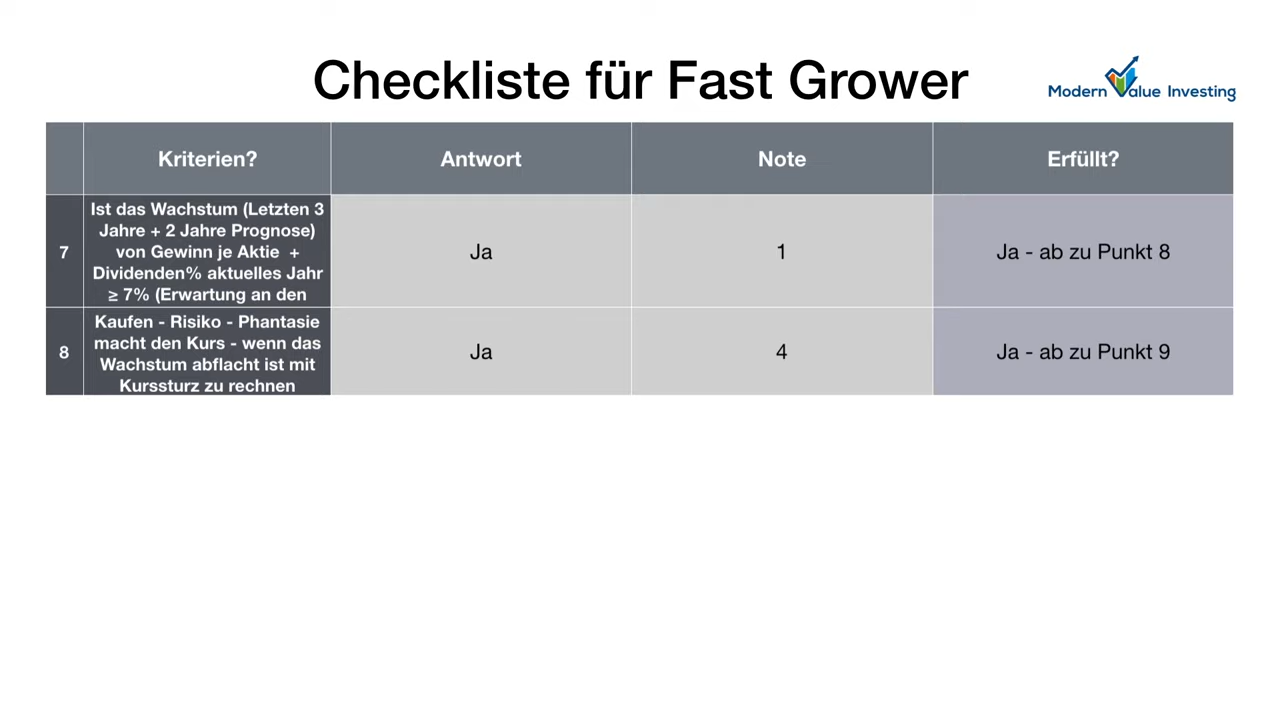 Checkliste für Fast Grower
Modern Value Investing
Kriterien?
Antwort
Note
Erfüllt?
7
Ist das Wachstum (Letzten 3
Jahre + 2 Jahre Prognose)
von Gewinn je Aktie +
Dividenden% aktuelles Jahr
≥ 7% (Erwartung an den
Ja
1
Ja - ab zu Punkt 8
8
Kaufen - Risiko - Phantasie
macht den Kurs - wenn das
Wachstum abflacht ist mit
Kurssturz zu rechnen
Ja
4
Ja - ab zu Punkt 9